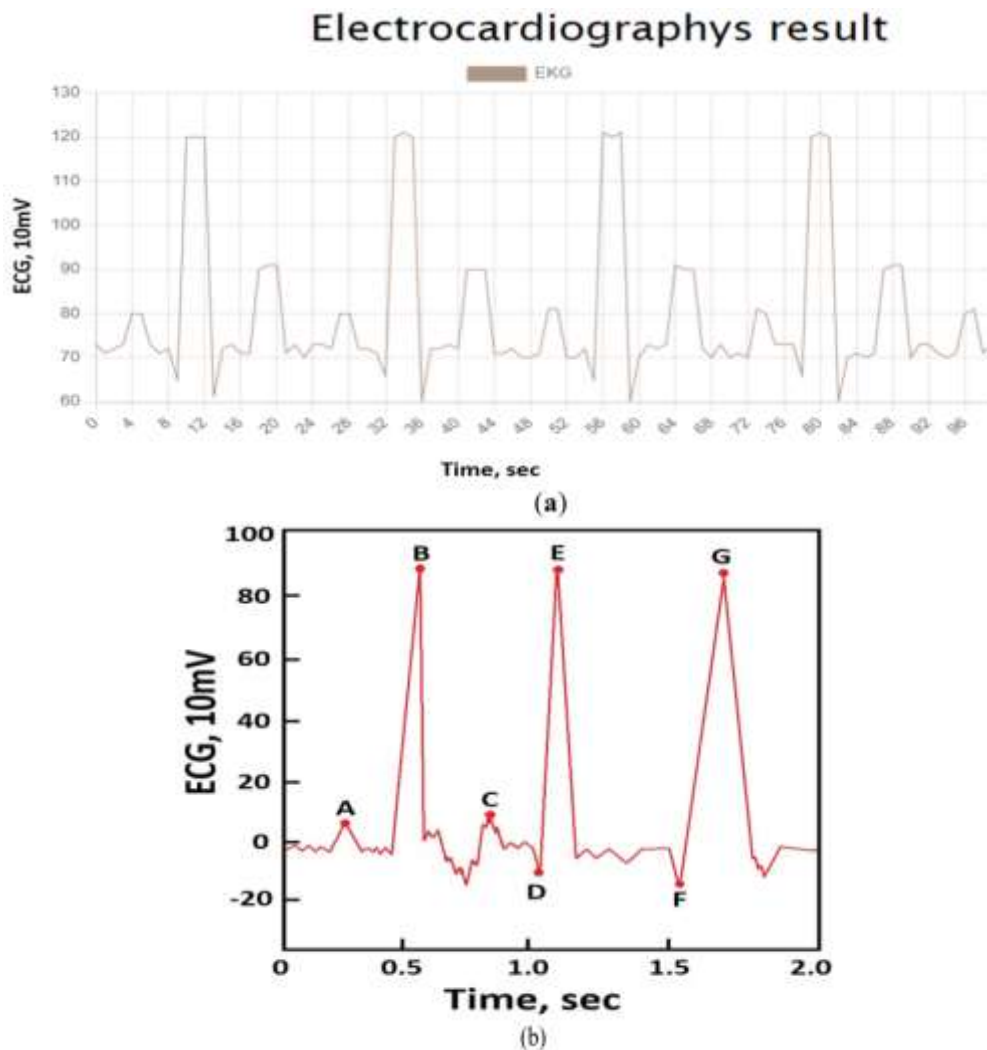 Electrocardiographys result
EKG
130
120
110
100
90
80
70
60
ECG, 10mV
0 4 8 12 16 20 24 28 32 36 40 44 48 52 56 60 64 68 72 76 80 84 88 92 96
Time, sec
(a)
100
80
60
40
20
0
-20
ECG, 10mV
A
B
C
D
E
F
G
0 0.5 1.0 1.5 2.0
Time, sec
(b)